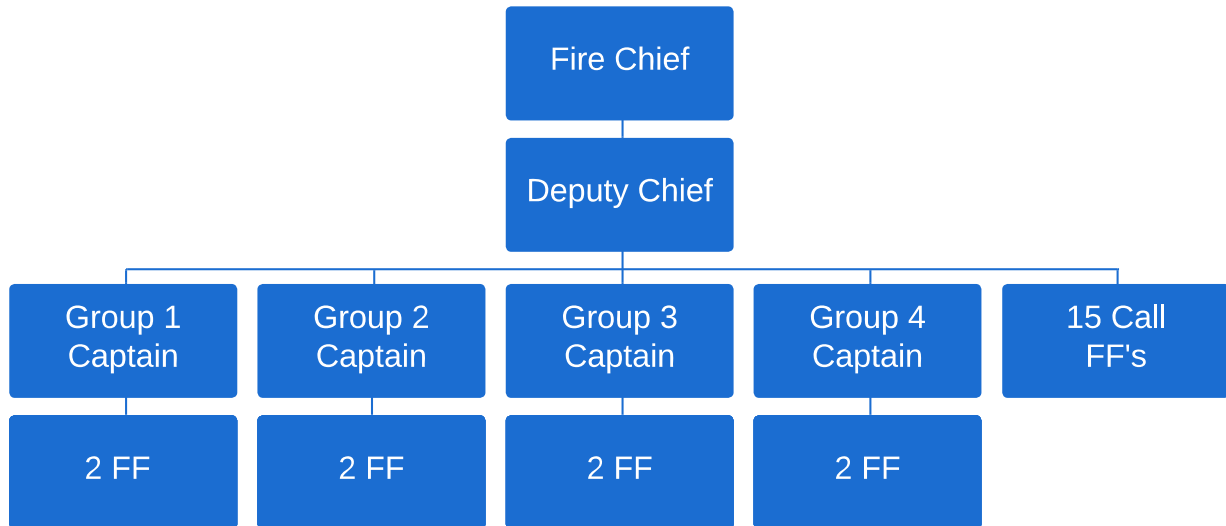 Fire Chief
Deputy Chief
Group 1
Captain
Group 2
Captain
Group 3
Captain
Group 4
Captain
15 Call
FF's
2 FF
2 FF
2 FF
2 FF